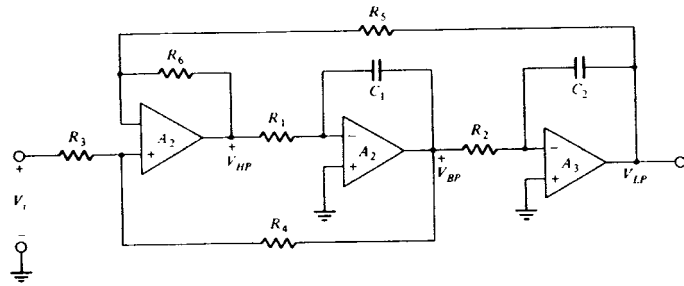 R5
R6
C1
C2
R3
A2
R1
A2
R2
A3
+
VHP
+
VBP
VLP
+
Vi
−
R4
+
−
+
−
+